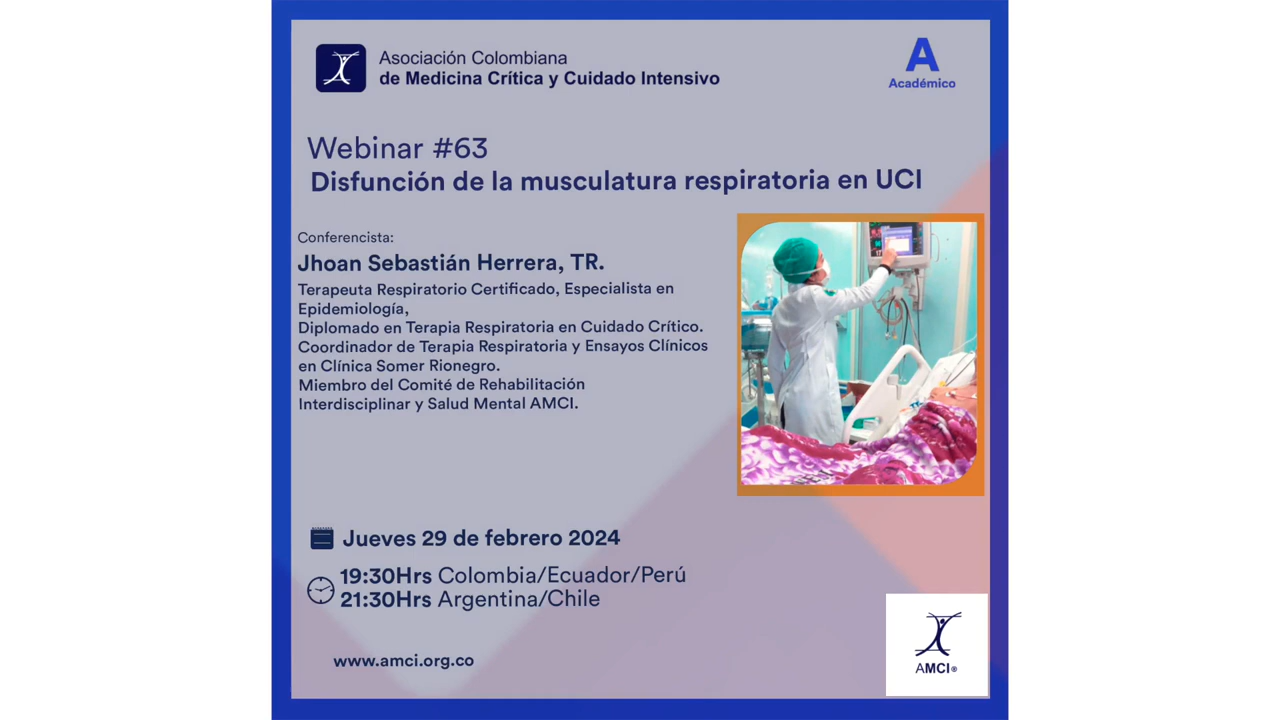 Asociación Colombiana
de Medicina Crítica y Cuidado Intensivo
A
Académico
Webinar #63
Disfunción de la musculatura respiratoria en UCI
Conferencista:
Jhoan Sebastián Herrera, TR.
Terapeuta Respiratorio Certificado, Especialista en
Epidemiología,
Diplomado en Terapia Respiratoria en Cuidado Crítico.
Coordinador de Terapia Respiratoria y Ensayos Clínicos
en Clínica Somer Rionegro.
Miembro del Comité de Rehabilitación
Interdisciplinar y Salud Mental AMCI.
Jueves 29 de febrero 2024
19:30Hrs Colombia/Ecuador/Perú
21:30Hrs Argentina/Chile
www.amci.org.co
AMCI®